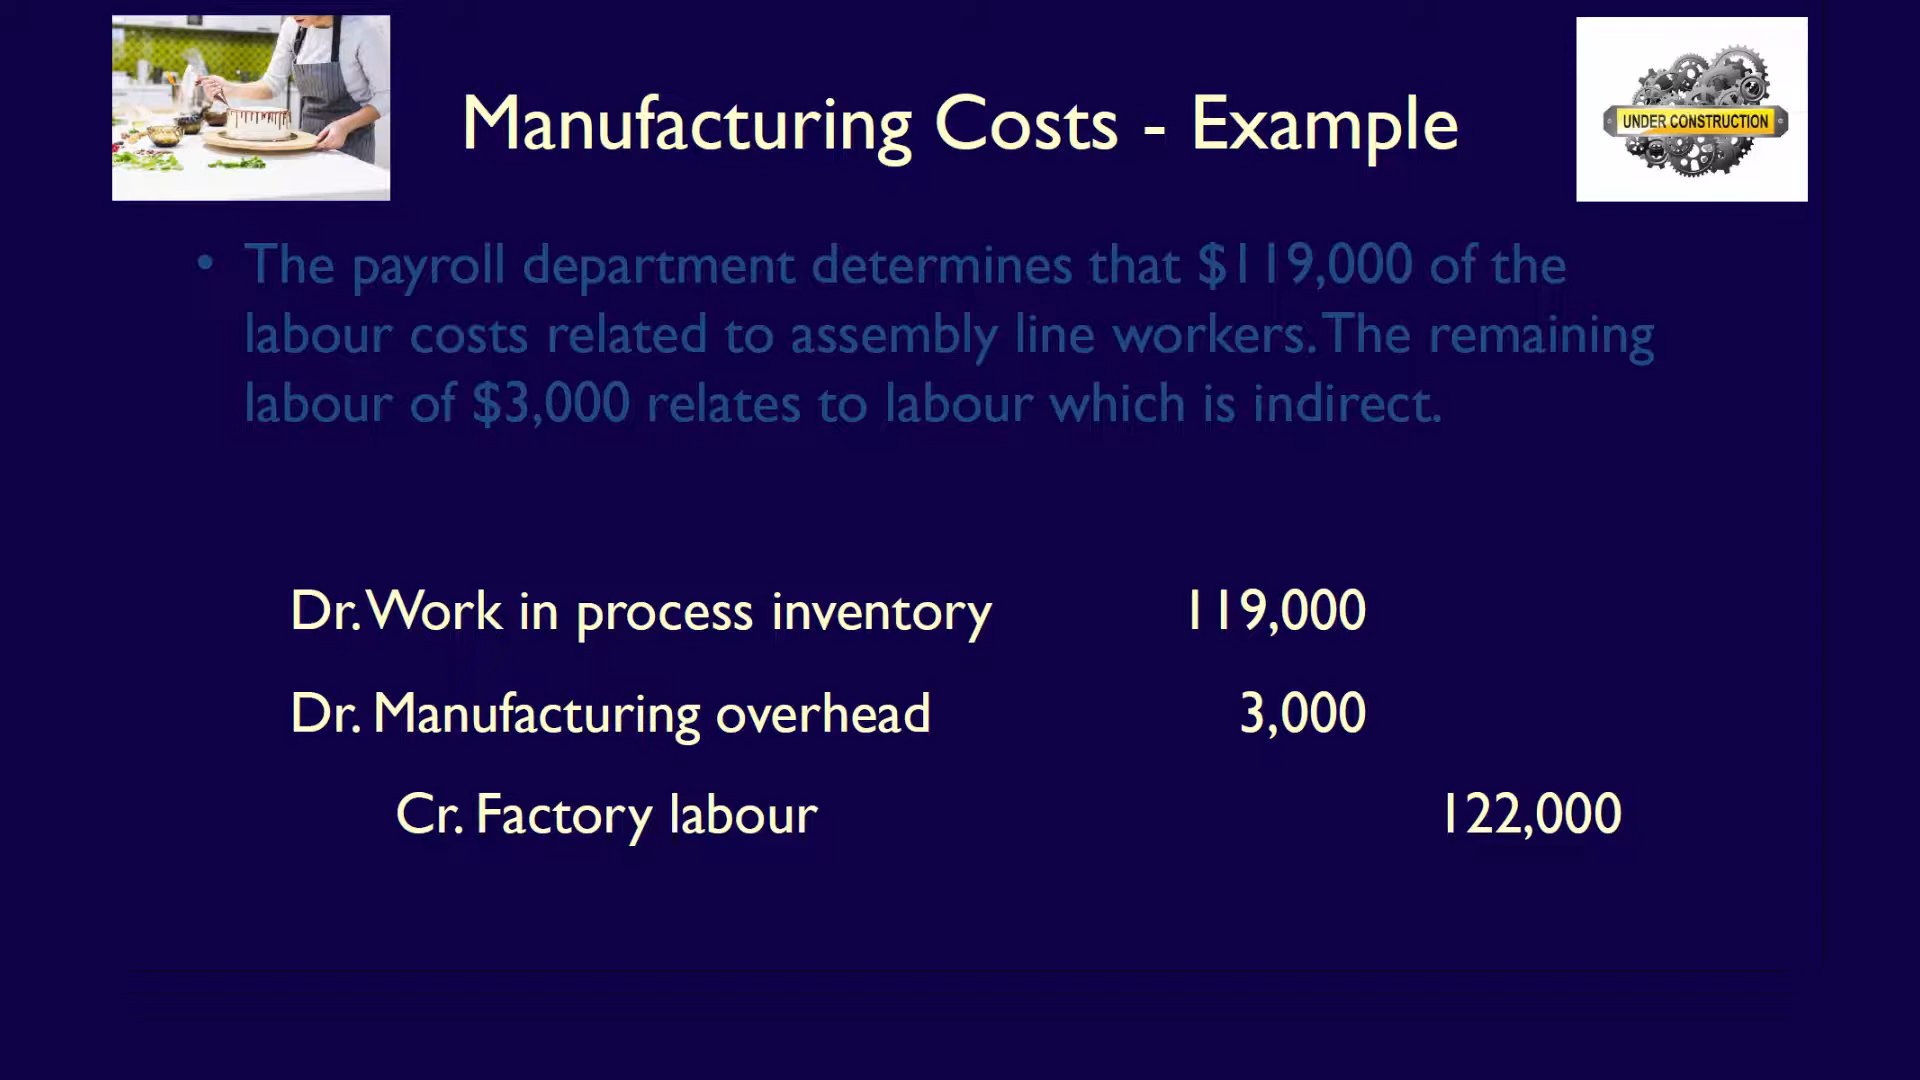 Manufacturing Costs - Example
UNDER CONSTRUCTION
• The payroll department determines that $119,000 of the
labour costs related to assembly line workers. The remaining
labour of $3,000 relates to labour which is indirect.
Dr. Work in process inventory 119,000
Dr. Manufacturing overhead 3,000
Cr. Factory labour 122,000